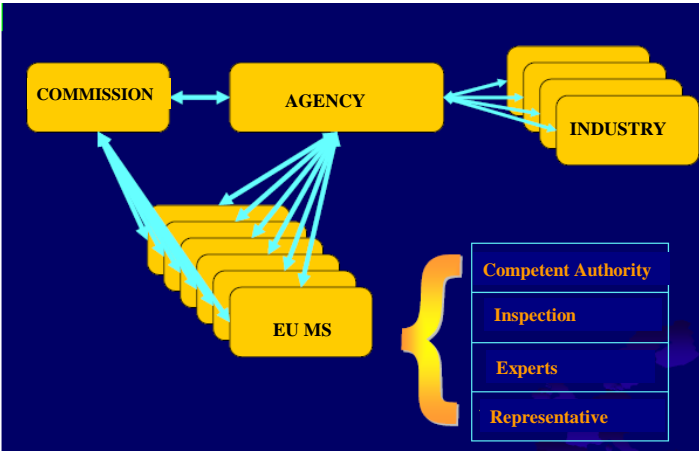 COMMISSION
AGENCY
INDUSTRY
EU MS
Competent Authority
Inspection
Experts
Representative